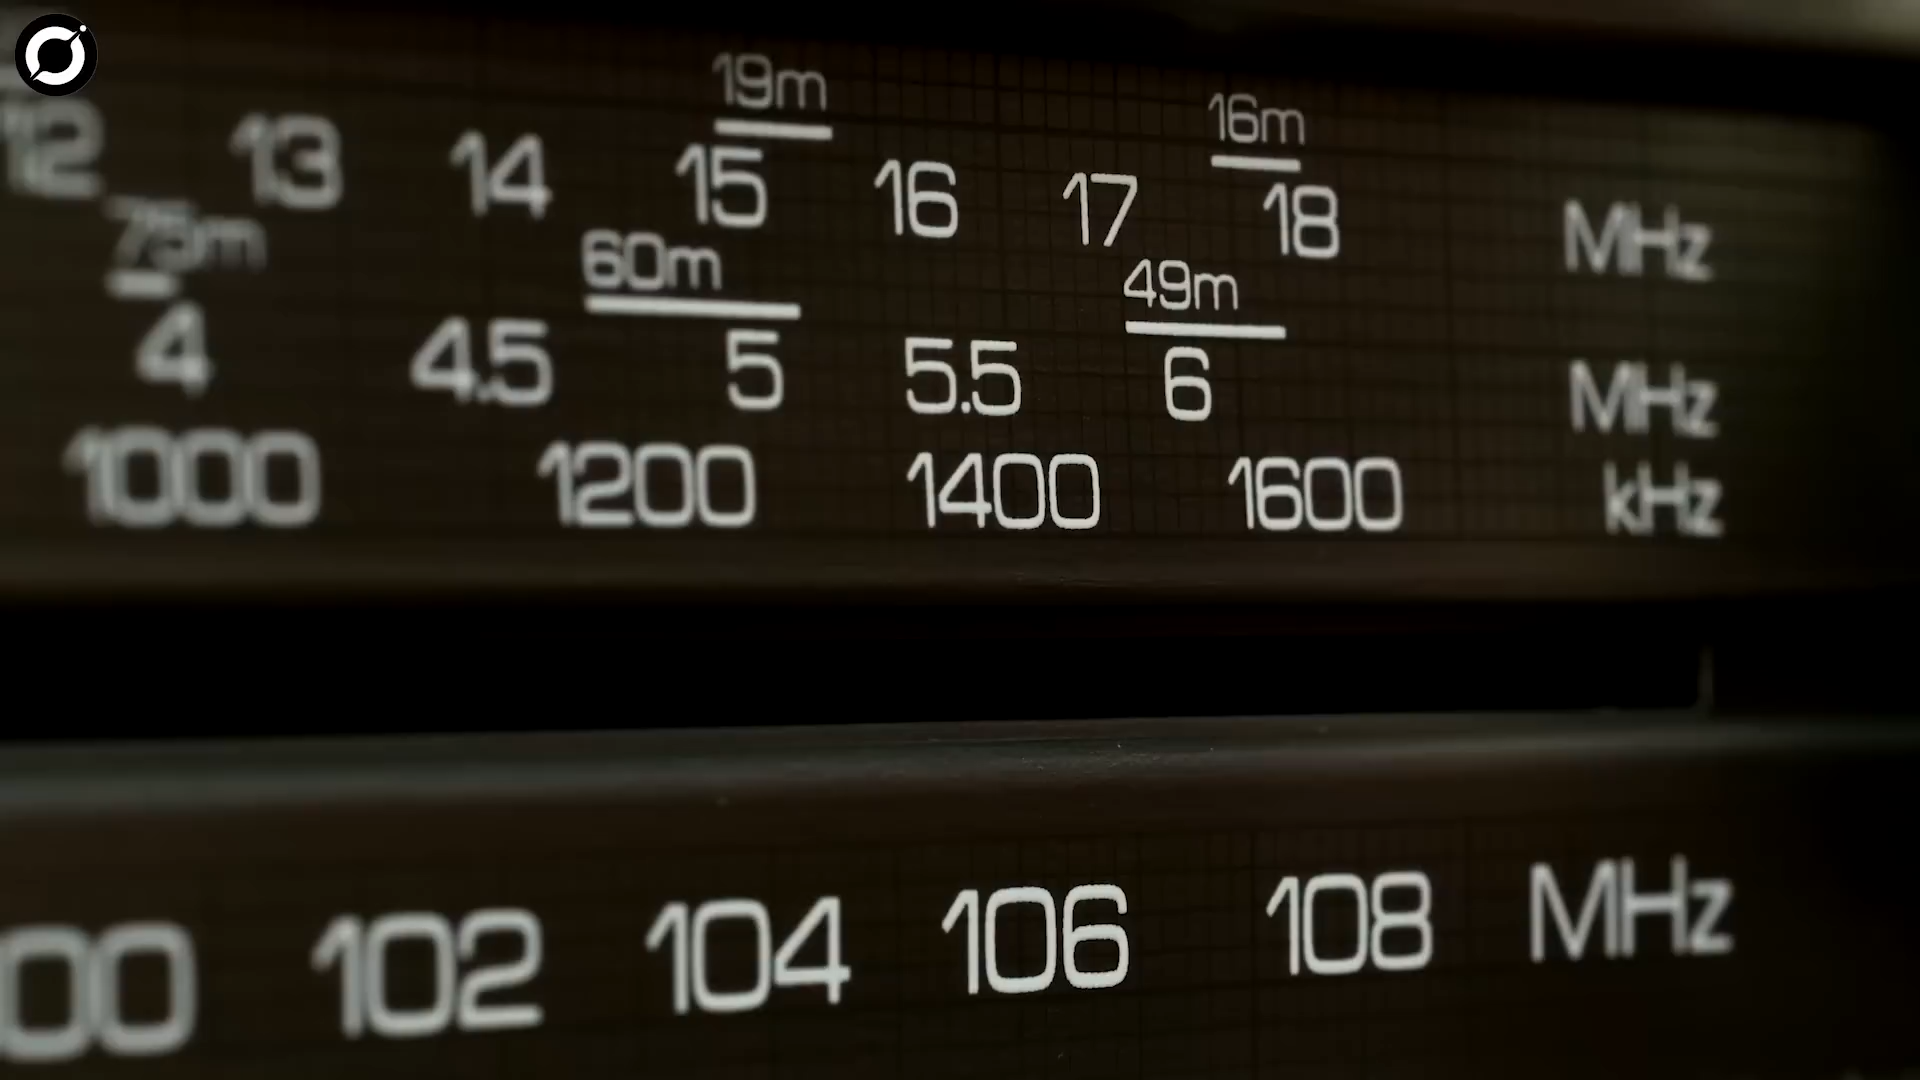 19m 16m
12 13 14 15 16 17 18 MHz
75m 60m 49m
4 4.5 5 5.5 6 MHz
1000 1200 1400 1600 kHz
00 102 104 106 108 MHz